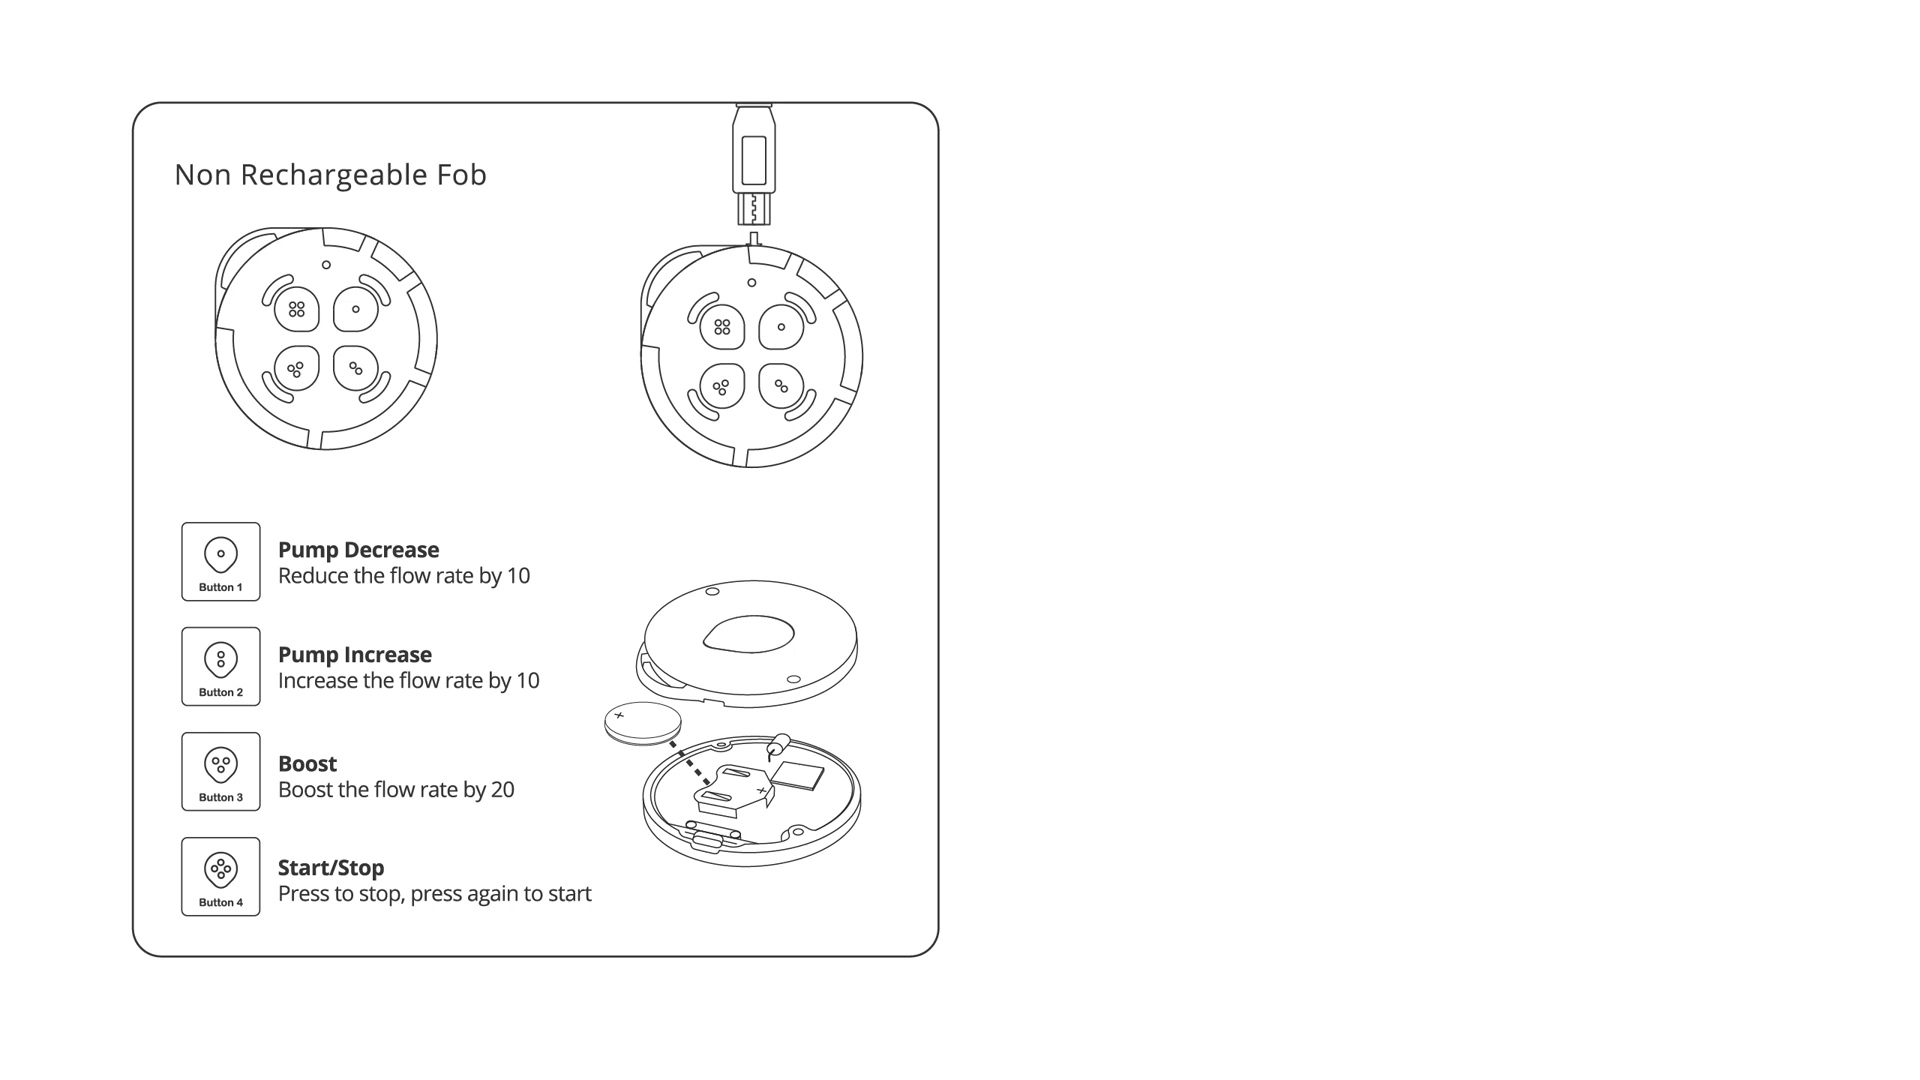 Non Rechargeable Fob
Button 1
Pump Decrease
Reduce the flow rate by 10
Button 2
Pump Increase
Increase the flow rate by 10
Button 3
Boost
Boost the flow rate by 20
Button 4
Start/Stop
Press to stop, press again to start